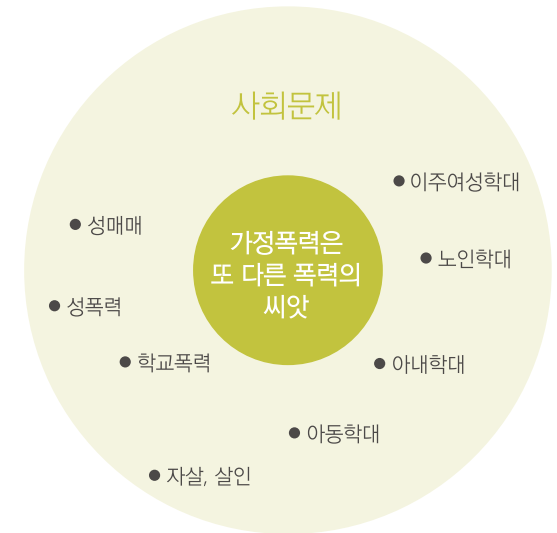 사회문제
● 이주여성학대
● 성매매
가정폭력은
또 다른 폭력의
씨앗
● 노인학대
● 성폭력
● 학교폭력
● 아내학대
● 아동학대
● 자살, 살인